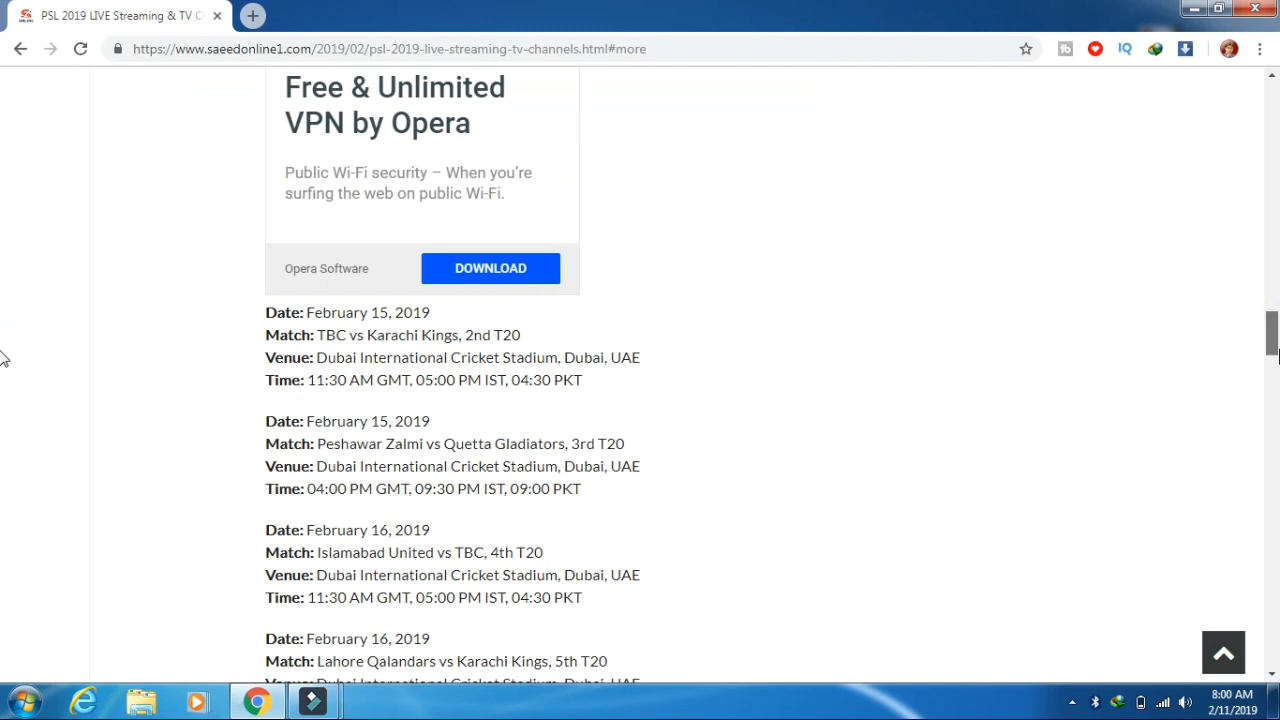 PSL 2019 LIVE Streaming & TV C
https://www.saeedonline1.com/2019/02/psl-2019-live-streaming-tv-channels.html#more
Free & Unlimited
VPN by Opera
Public Wi-Fi security – When you're
surfing the web on public Wi-Fi.
Opera Software
DOWNLOAD
Date: February 15, 2019
Match: TBC vs Karachi Kings, 2nd T20
Venue: Dubai International Cricket Stadium, Dubai, UAE
Time: 11:30 AM GMT, 05:00 PM IST, 04:30 PKT
Date: February 15, 2019
Match: Peshawar Zalmi vs Quetta Gladiators, 3rd T20
Venue: Dubai International Cricket Stadium, Dubai, UAE
Time: 04:00 PM GMT, 09:30 PM IST, 09:00 PKT
Date: February 16, 2019
Match: Islamabad United vs TBC, 4th T20
Venue: Dubai International Cricket Stadium, Dubai, UAE
Time: 11:30 AM GMT, 05:00 PM IST, 04:30 PKT
Date: February 16, 2019
Match: Lahore Qalandars vs Karachi Kings, 5th T20
Venue: Dubai International Cricket Stadium, Dubai, UAE
8:00 AM
2/11/2019